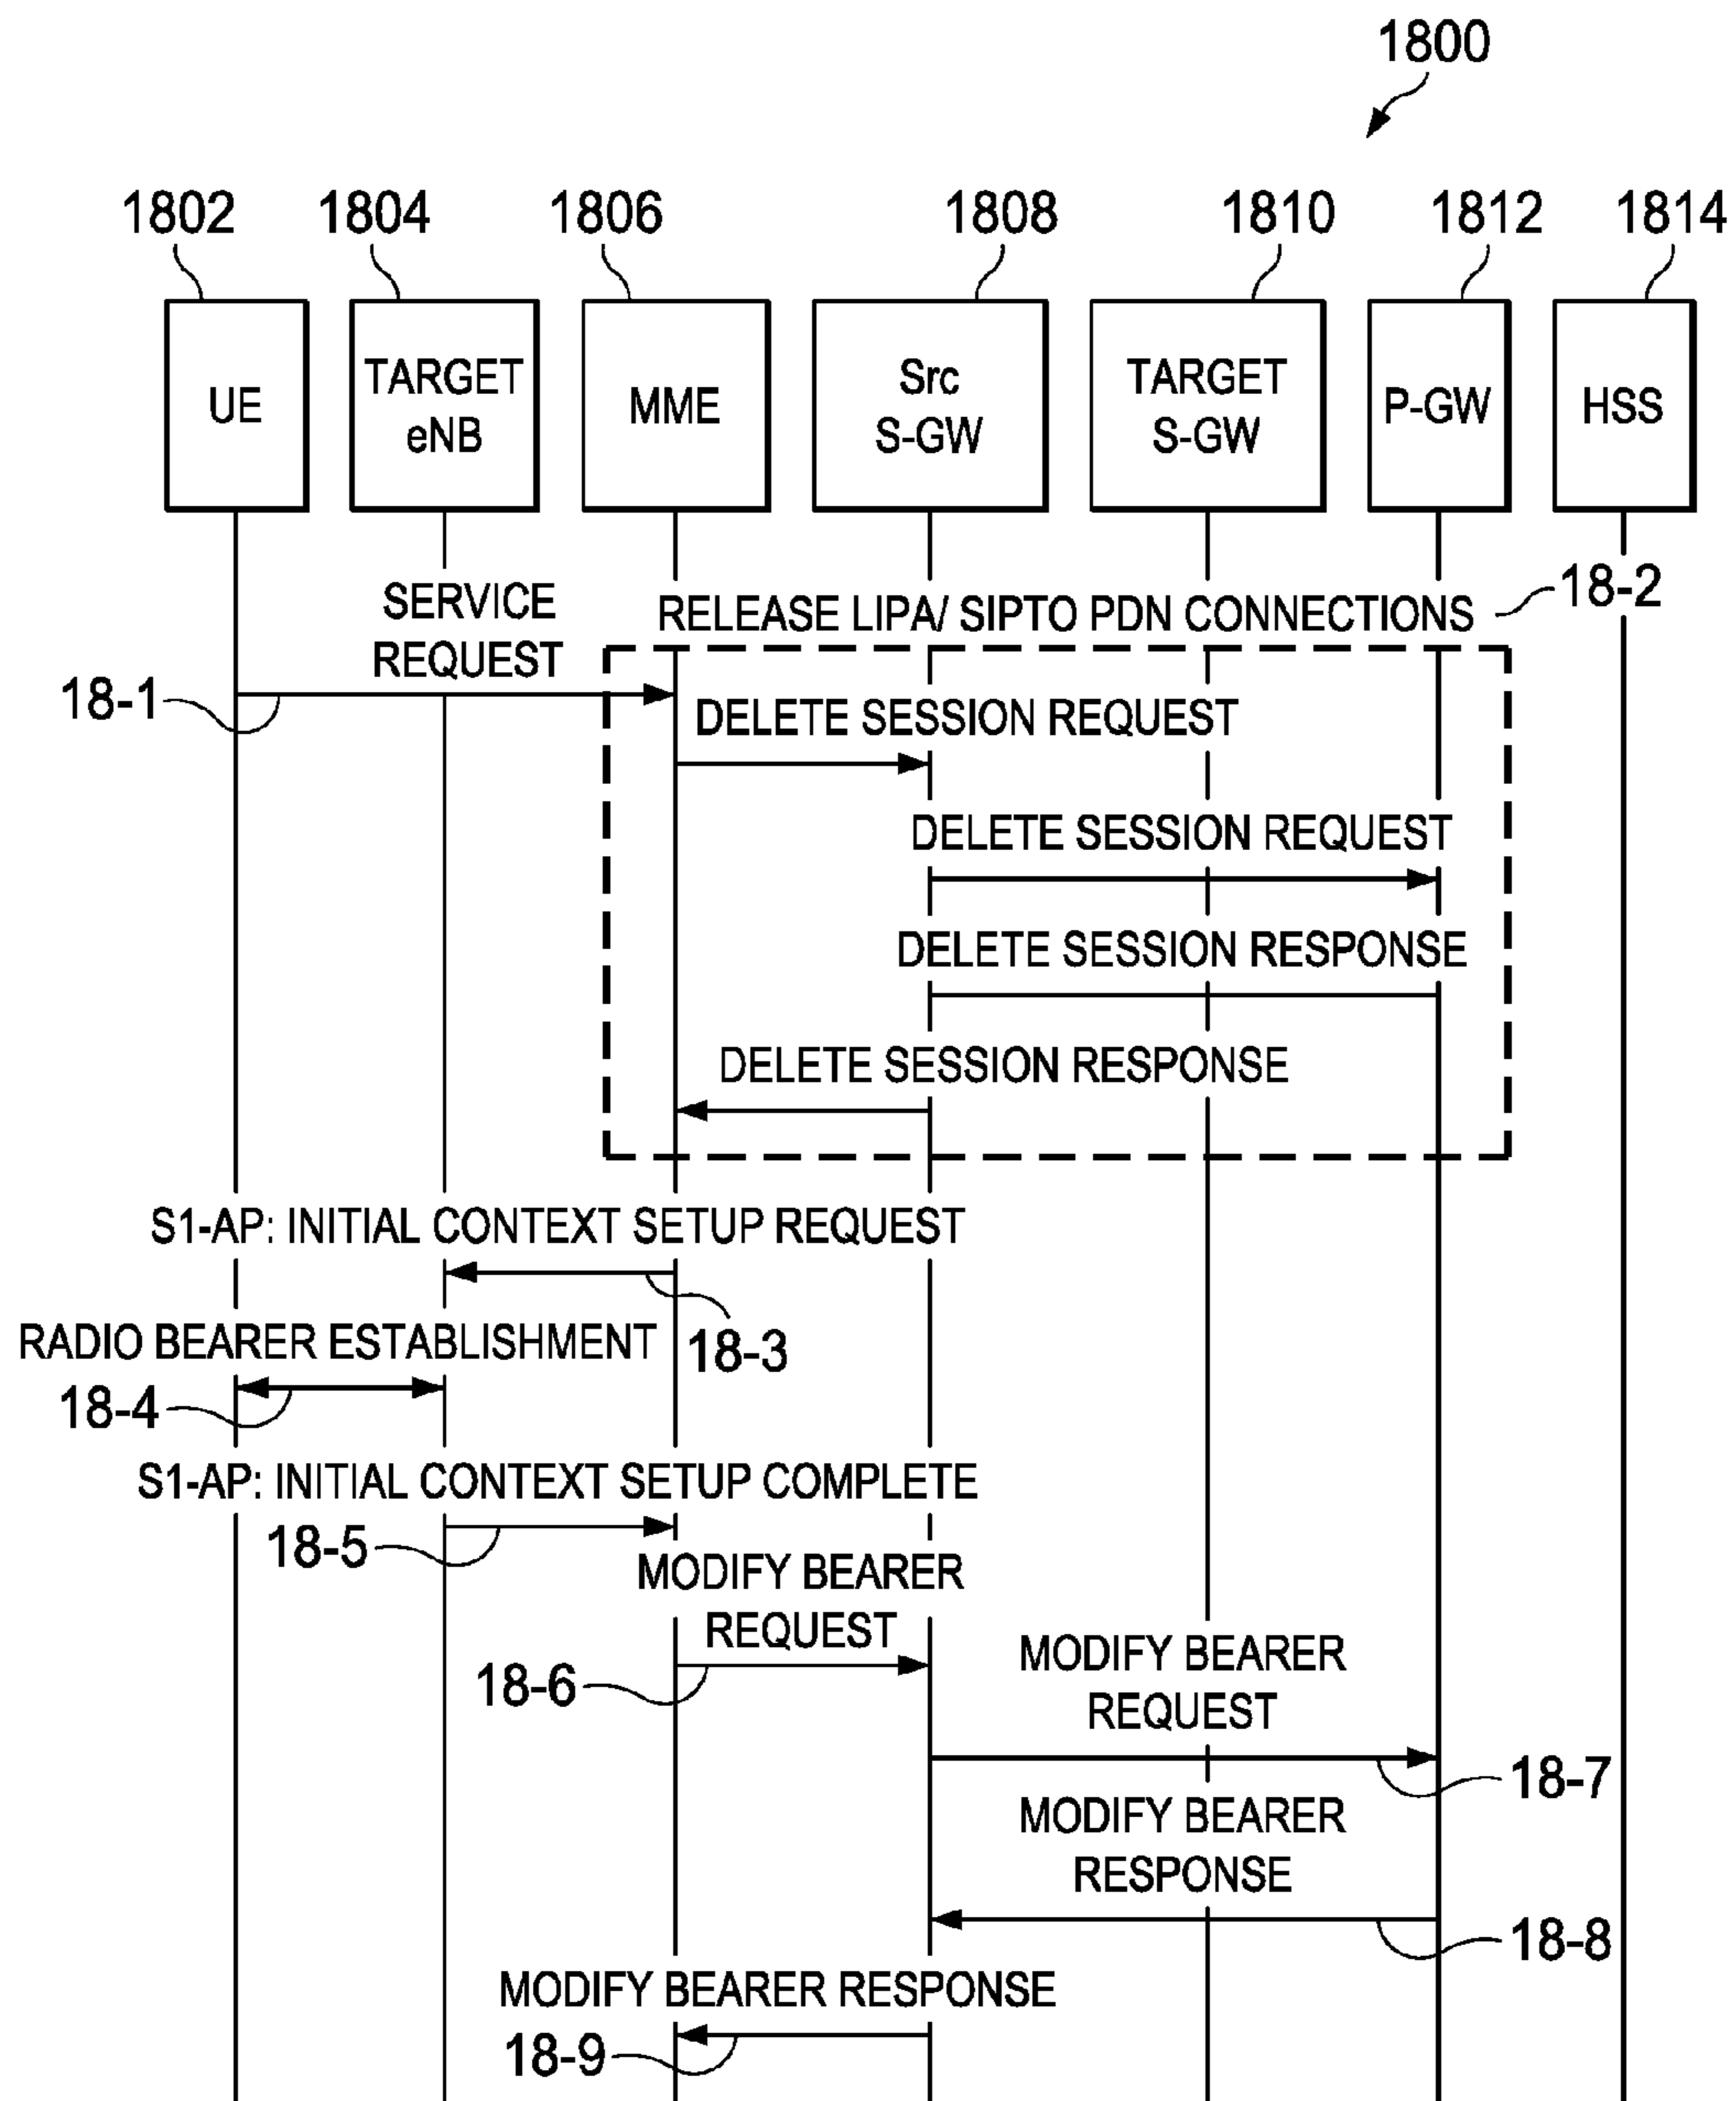 1800
1802 1804 1806 1808 1810 1812 1814
UE
TARGET
eNB
MME
Src
S-GW
TARGET
S-GW
P-GW
HSS
SERVICE
REQUEST
18-1
RELEASE LIPA/ SIPTO PDN CONNECTIONS
18-2
DELETE SESSION REQUEST
DELETE SESSION REQUEST
DELETE SESSION RESPONSE
DELETE SESSION RESPONSE
S1-AP: INITIAL CONTEXT SETUP REQUEST
18-3
RADIO BEARER ESTABLISHMENT
18-4
S1-AP: INITIAL CONTEXT SETUP COMPLETE
18-5
MODIFY BEARER
REQUEST
18-6
MODIFY BEARER
REQUEST
18-7
MODIFY BEARER
RESPONSE
18-8
MODIFY BEARER RESPONSE
18-9